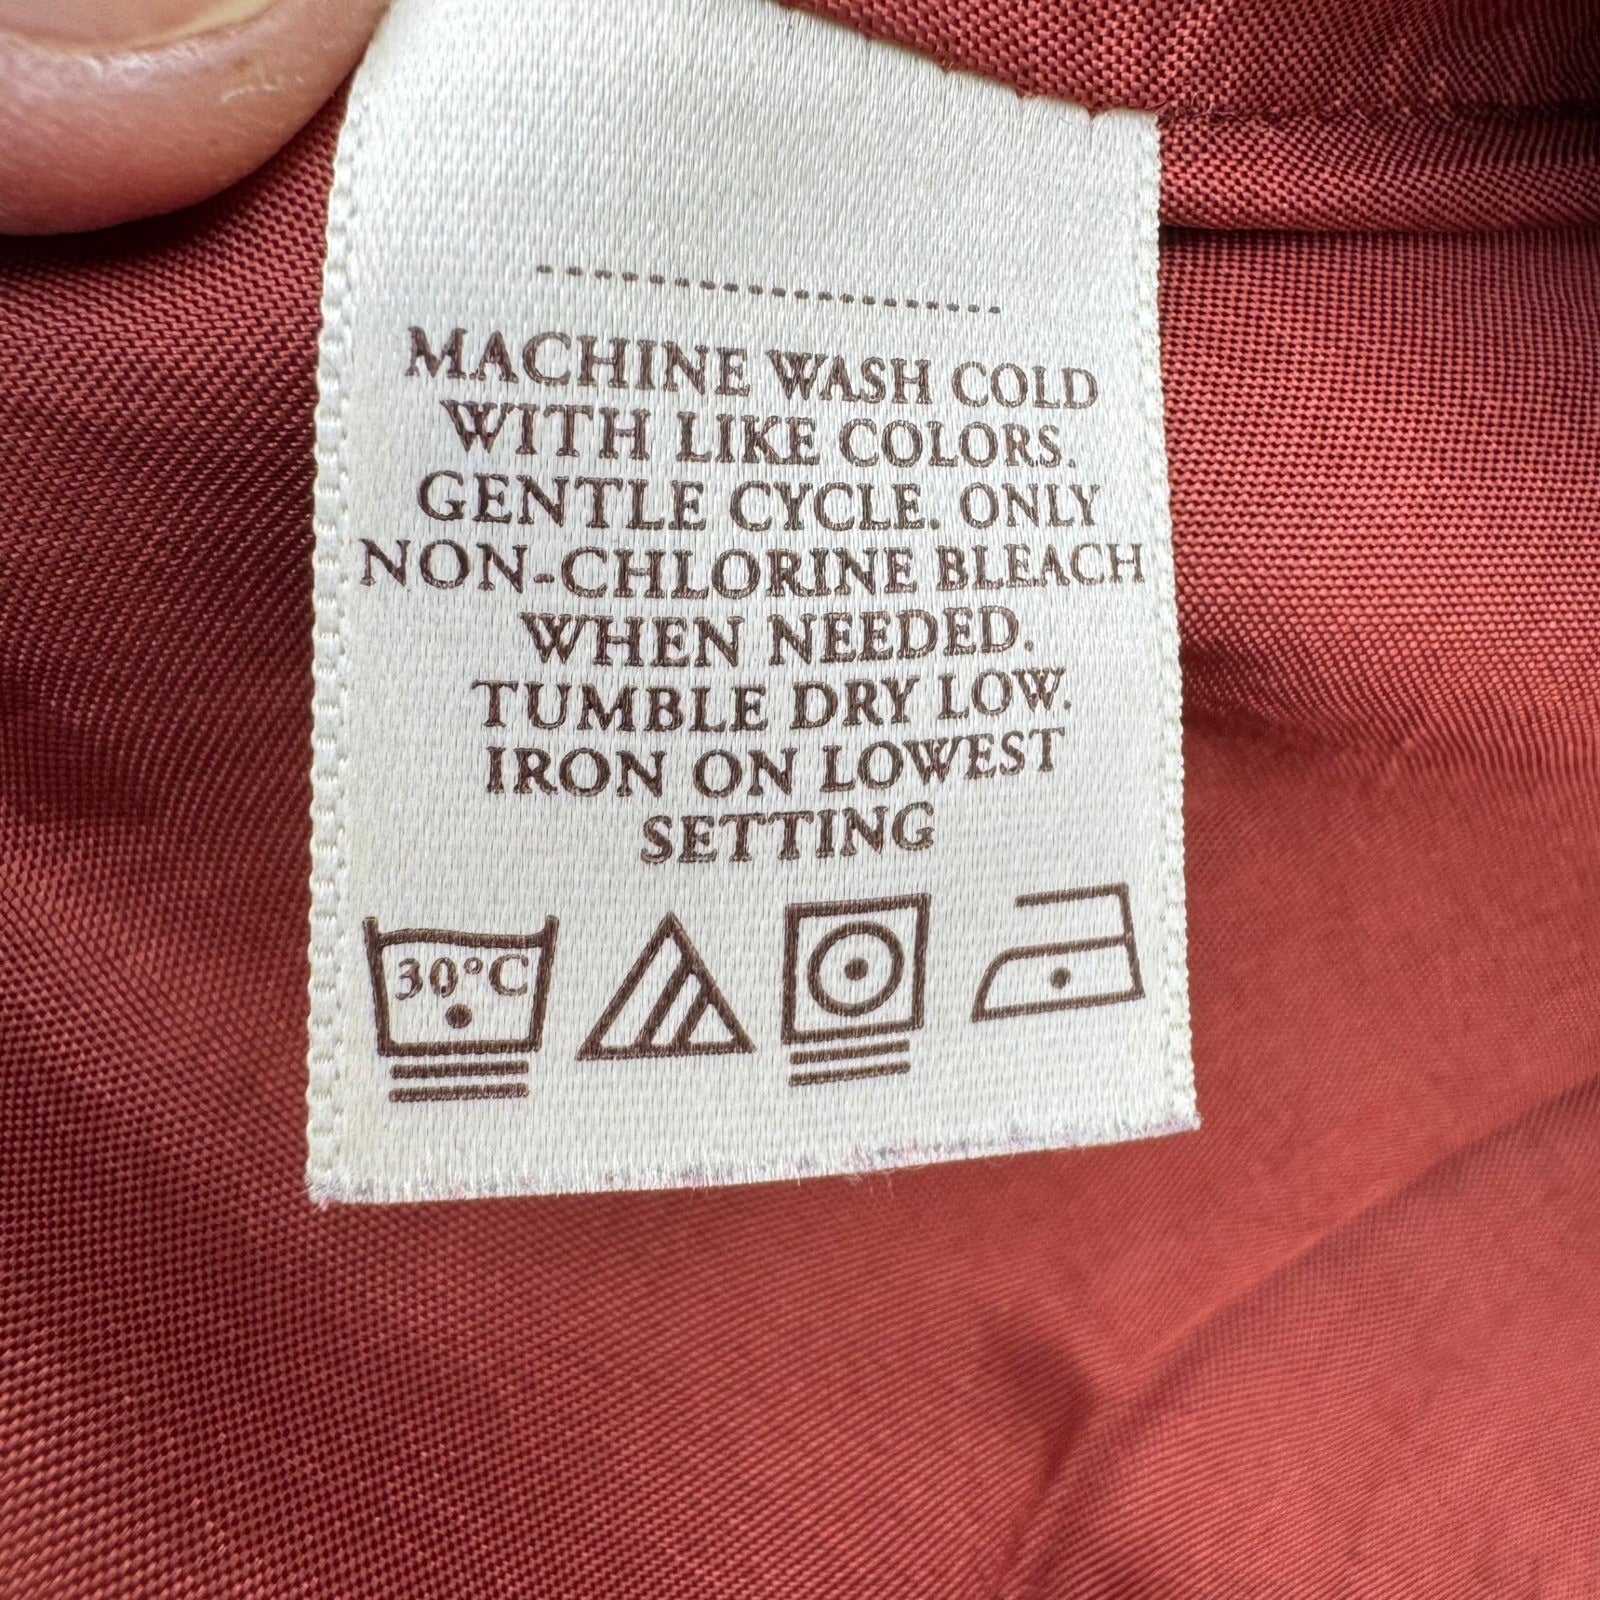 MACHINE WASH COLD
WITH LIKE COLORS.
GENTLE CYCLE. ONLY
NON-CHLORINE BLEACH
WHEN NEEDED.
TUMBLE DRY LOW.
IRON ON LOWEST
SETTING
30°C